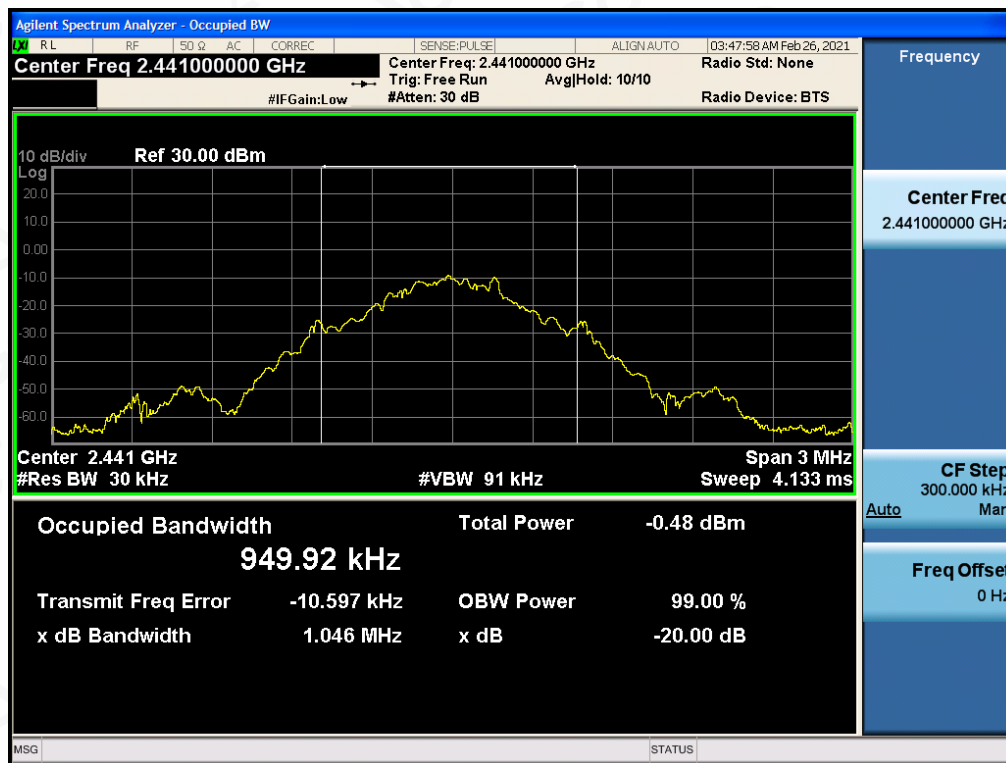 Agilent Spectrum Analyzer - Occupied BW
LXI RL RF 50 Ω AC CORREC SENSE:PULSE ALIGN AUTO 03:47:58 AM Feb 26, 2021
Center Freq 2.441000000 GHz Center Freq: 2.441000000 GHz Radio Std: None
Trig: Free Run Avg|Hold: 10/10
#IFGain:Low #Atten: 30 dB Radio Device: BTS
10 dB/div Ref 30.00 dBm
Log
20.0
10.0
0.00
-10.0
-20.0
-30.0
-40.0
-50.0
-60.0
Center 2.441 GHz Span 3 MHz
#Res BW 30 kHz #VBW 91 kHz Sweep 4.133 ms
Occupied Bandwidth Total Power -0.48 dBm
949.92 kHz
Transmit Freq Error -10.597 kHz OBW Power 99.00 %
x dB Bandwidth 1.046 MHz x dB -20.00 dB
MSG STATUS
Frequency
Center Freq
2.441000000 GHz
CF Step
300.000 kHz
Auto Man
Freq Offset
0 Hz